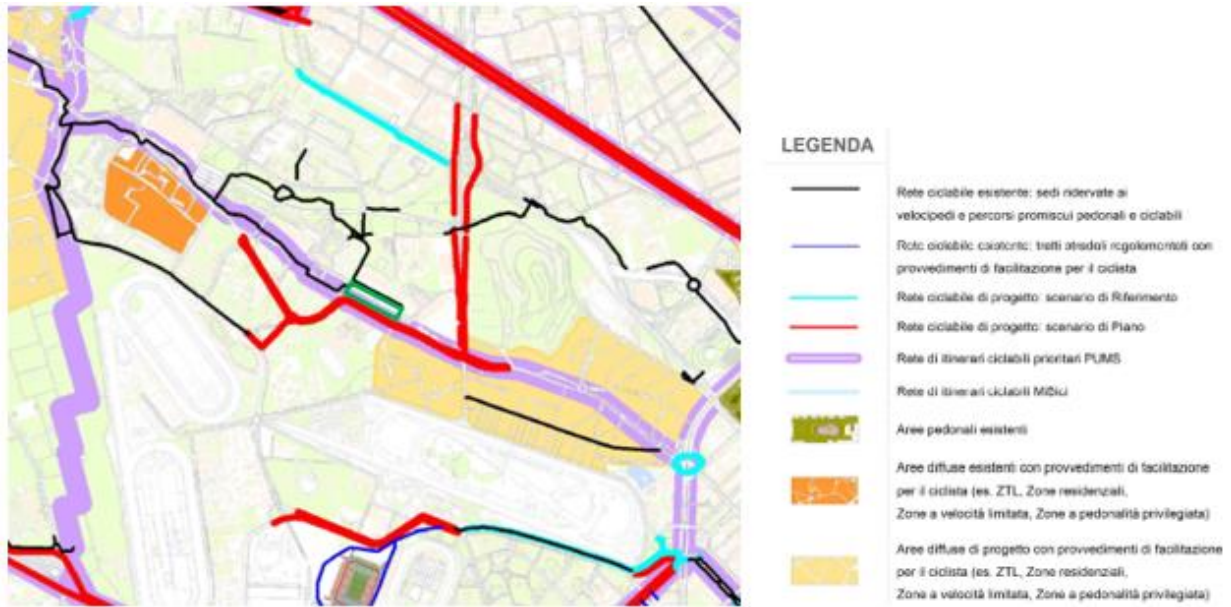 LEGENDA
Rete ciclabile esistente: sedi ridervate ai
velocipedi e percorsi promiscui pedonali e ciclabili
Rete ciclabile esistente: tratti stradali regolamentati con
provvedimenti di facilitazione per il ciclista
Rete ciclabile di progetto: scenario di Riferimento
Rete ciclabile di progetto: scenario di Piano
Rete di itinerari ciclabili prioritari PUMS
Rete di itinerari ciclabili MiBici
Aree pedonali esistenti
Aree diffuse esistenti con provvedimenti di facilitazione
per il ciclista (es. ZTL, Zone residenziali,
Zone a velocità limitata, Zone a pedonalità privilegiata)
Aree diffuse di progetto con provvedimenti di facilitazione
per il ciclista (es. ZTL, Zone residenziali,
Zone a velocità limitata, Zone a pedonalità privilegiata)